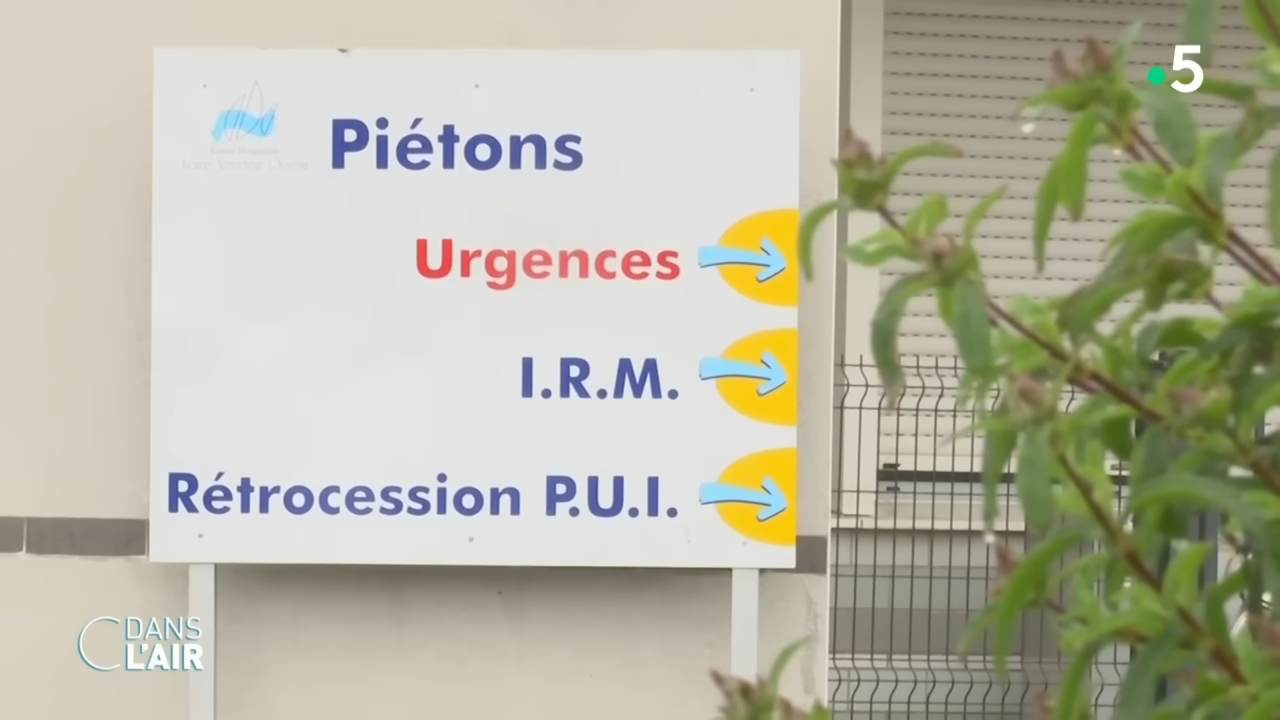 5
Piétons
Urgences
I.R.M.
Rétrocession P.U.I.
C DANS
L'AIR